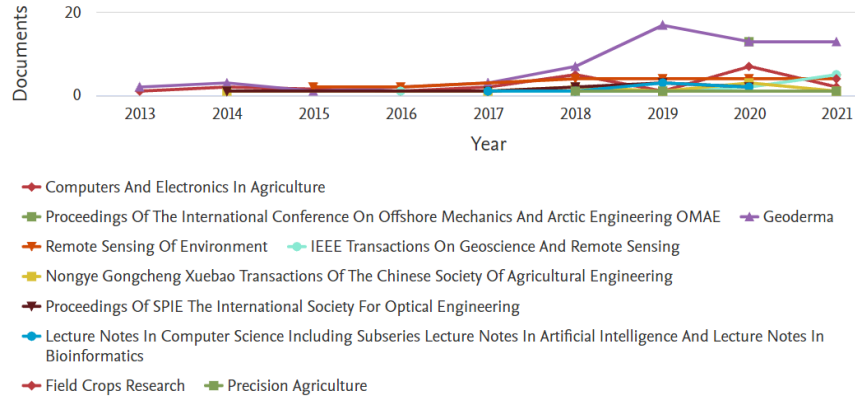 20
Documents
0
2013 2014 2015 2016 2017 2018 2019 2020 2021
Year
Computers And Electronics In Agriculture
Proceedings Of The International Conference On Offshore Mechanics And Arctic Engineering OMAE Geoderma
Remote Sensing Of Environment IEEE Transactions On Geoscience And Remote Sensing
Nongye Gongcheng Xuebao Transactions Of The Chinese Society Of Agricultural Engineering
Proceedings Of SPIE The International Society For Optical Engineering
Lecture Notes In Computer Science Including Subseries Lecture Notes In Artificial Intelligence And Lecture Notes In
Bioinformatics
Field Crops Research Precision Agriculture